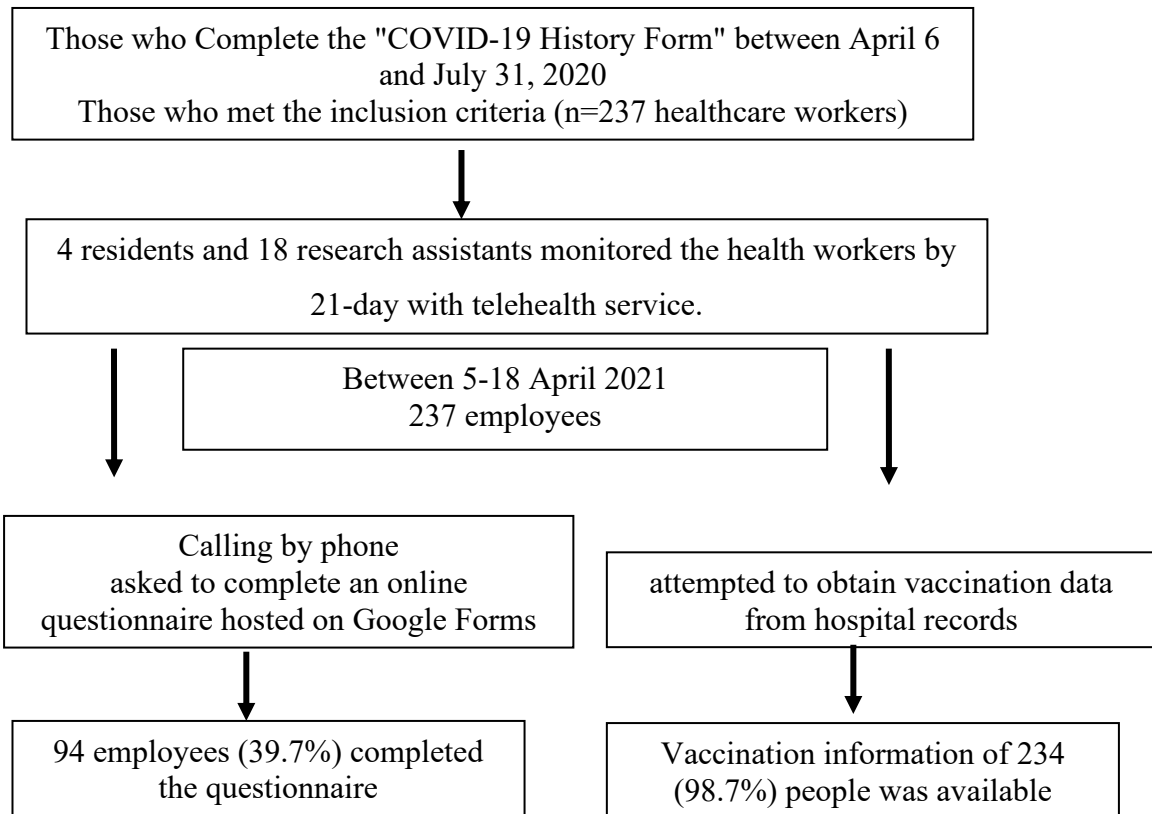 Those who Complete the "COVID-19 History Form" between April 6
and July 31, 2020
Those who met the inclusion criteria (n=237 healthcare workers)
4 residents and 18 research assistants monitored the health workers by
21-day with telehealth service.
Between 5-18 April 2021
237 employees
Calling by phone
asked to complete an online
questionnaire hosted on Google Forms
attempted to obtain vaccination data
from hospital records
94 employees (39.7%) completed
the questionnaire
Vaccination information of 234
(98.7%) people was available